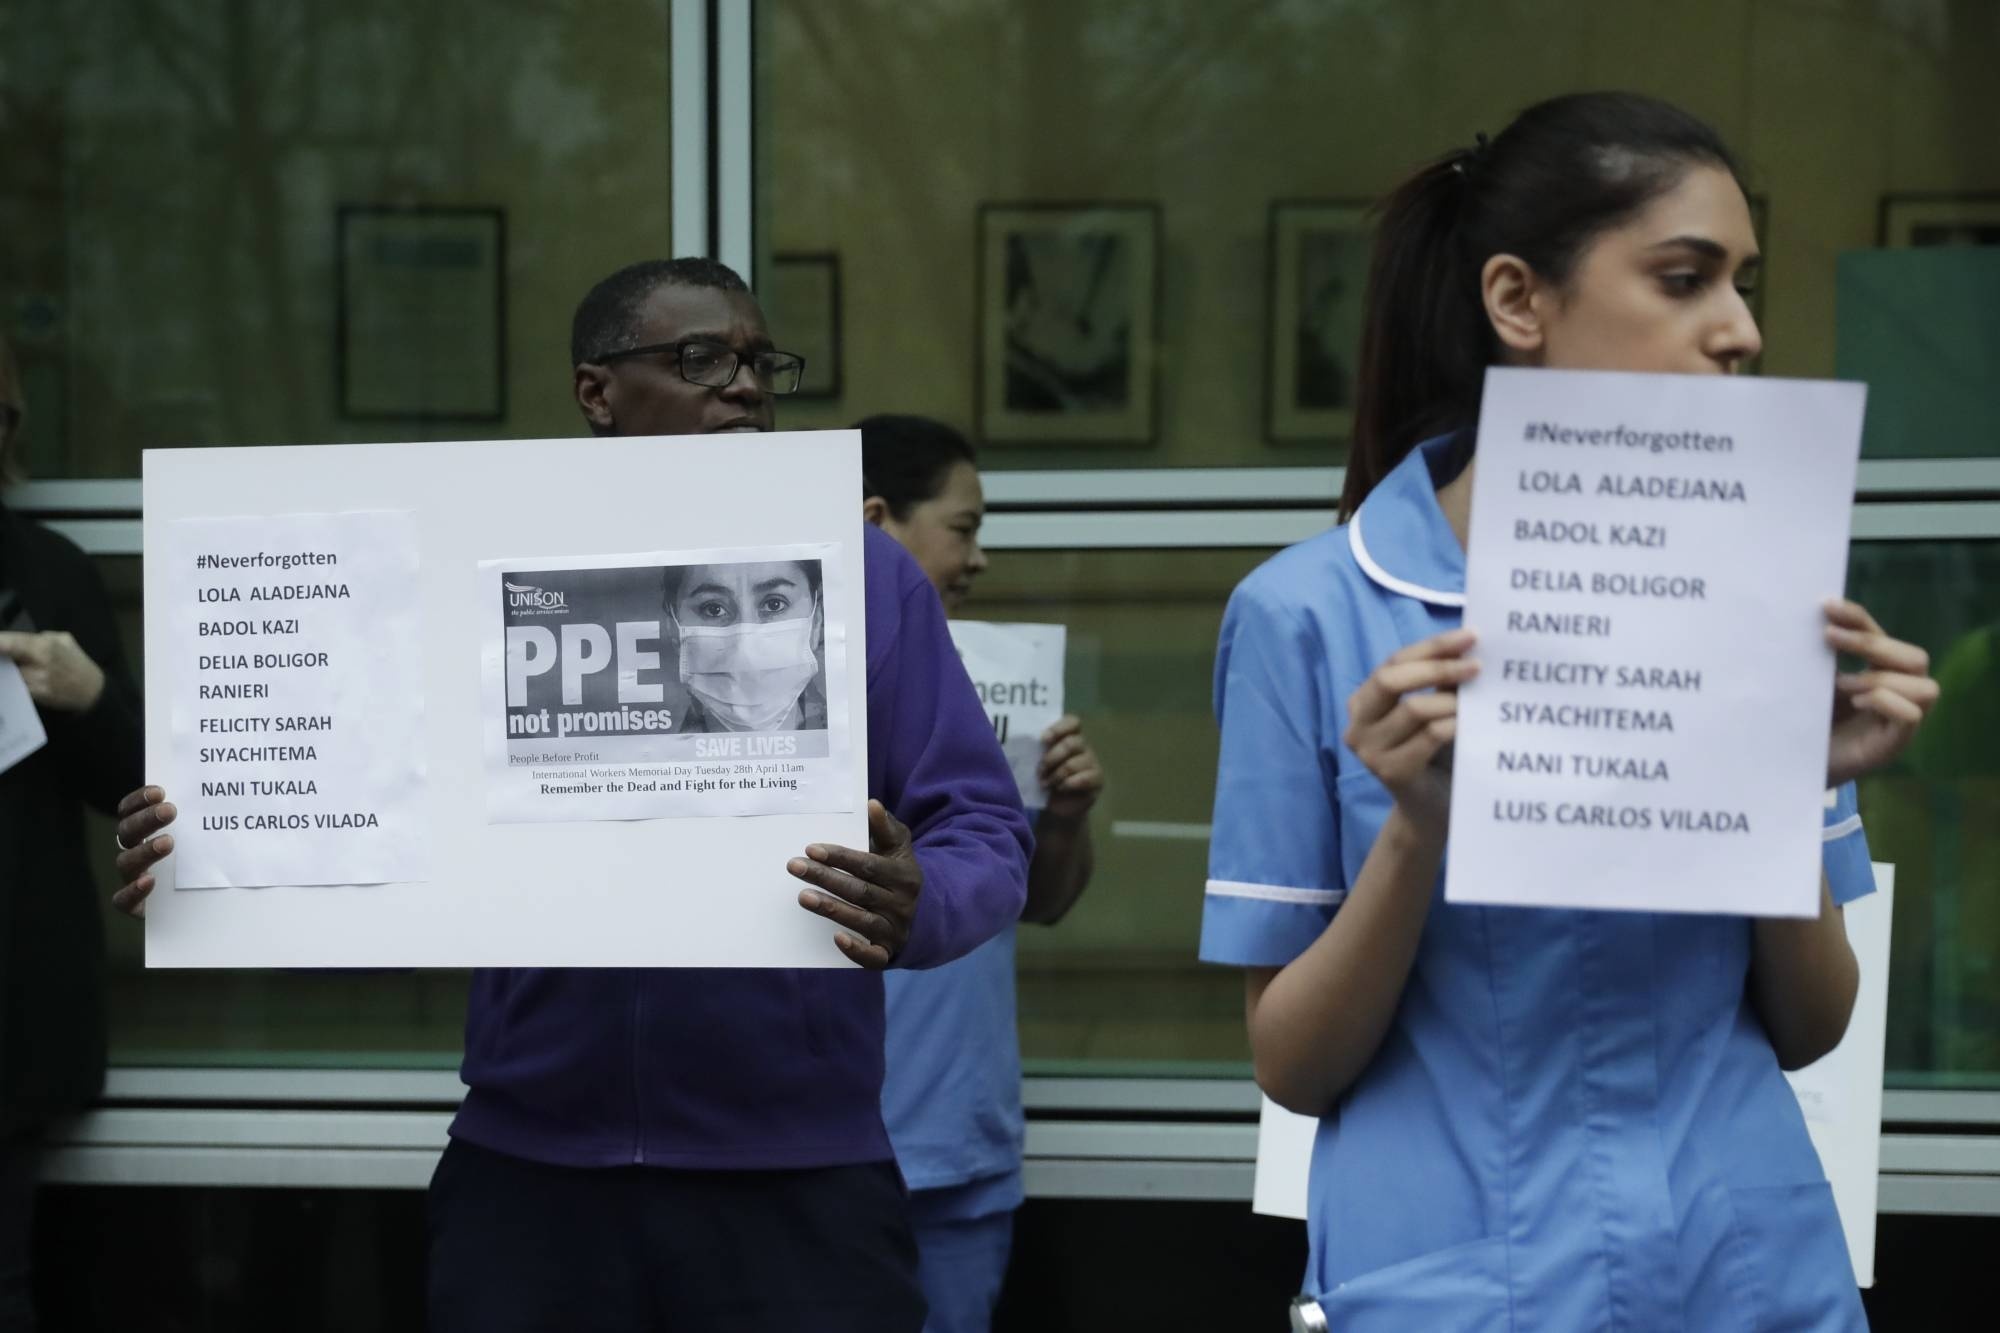 #Neverforgotten
LOLA ALADEJANA
BADOL KAZI
DELIA BOLIGOR
RANIERI
FELICITY SARAH
SIYACHITEMA
NANI TUKALA
LUIS CARLOS VILADA
UNISON
the public service union
PPE
not promises
SAVE LIVES
People Before Profit
International Workers Memorial Day Tuesday 28th April 11am
Remember the Dead and Fight for the Living
#Neverforgotten
LOLA ALADEJANA
BADOL KAZI
DELIA BOLIGOR
RANIERI
FELICITY SARAH
SIYACHITEMA
NANI TUKALA
LUIS CARLOS VILADA